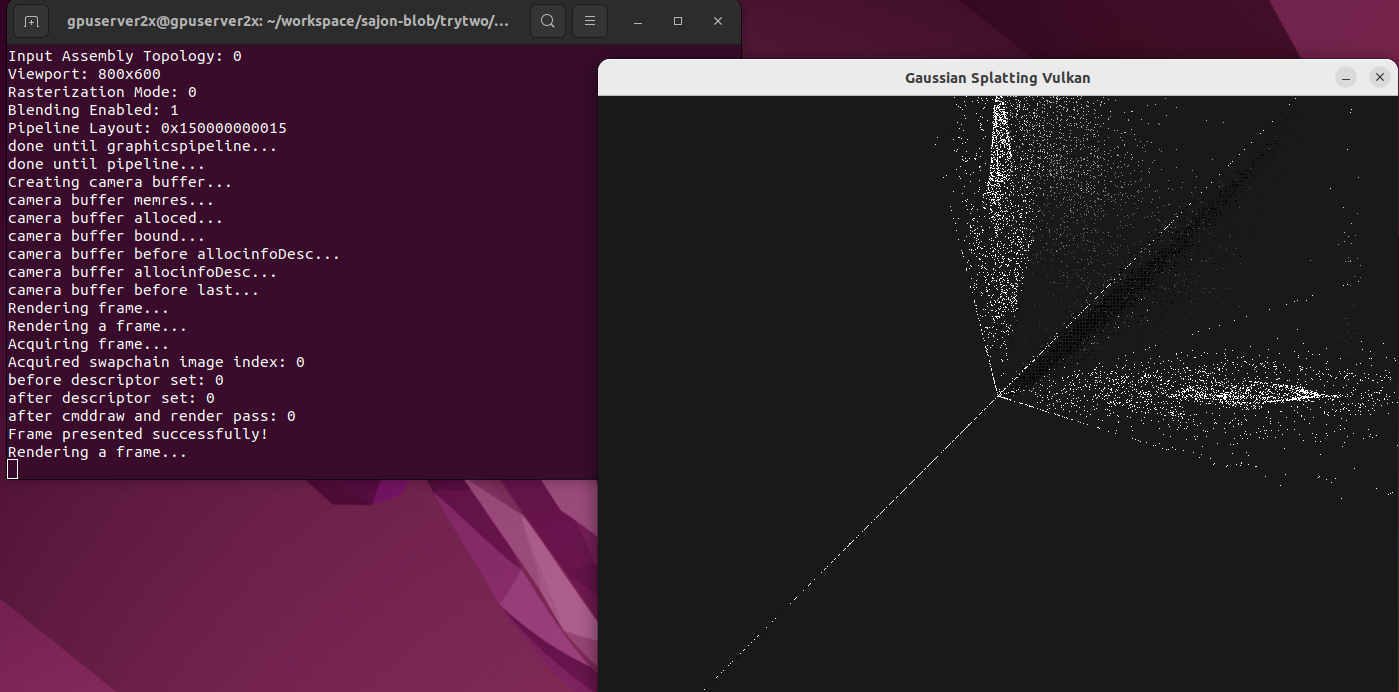 gpuserver2x@gpuserver2x: ~/workspace/sajon-blob/trytwo/...
Input Assembly Topology: 0
Viewport: 800x600
Rasterization Mode: 0
Blending Enabled: 1
Pipeline Layout: 0x150000000015
done until graphicspipeline...
done until pipeline...
Creating camera buffer...
camera buffer memres...
camera buffer alloced...
camera buffer bound...
camera buffer before allocinfoDesc...
camera buffer allocinfoDesc...
camera buffer before last...
Rendering frame...
Rendering a frame...
Acquiring frame...
Acquired swapchain image index: 0
before descriptor set: 0
after descriptor set: 0
after cmddraw and render pass: 0
Frame presented successfully!
Rendering a frame...
Gaussian Splatting Vulkan